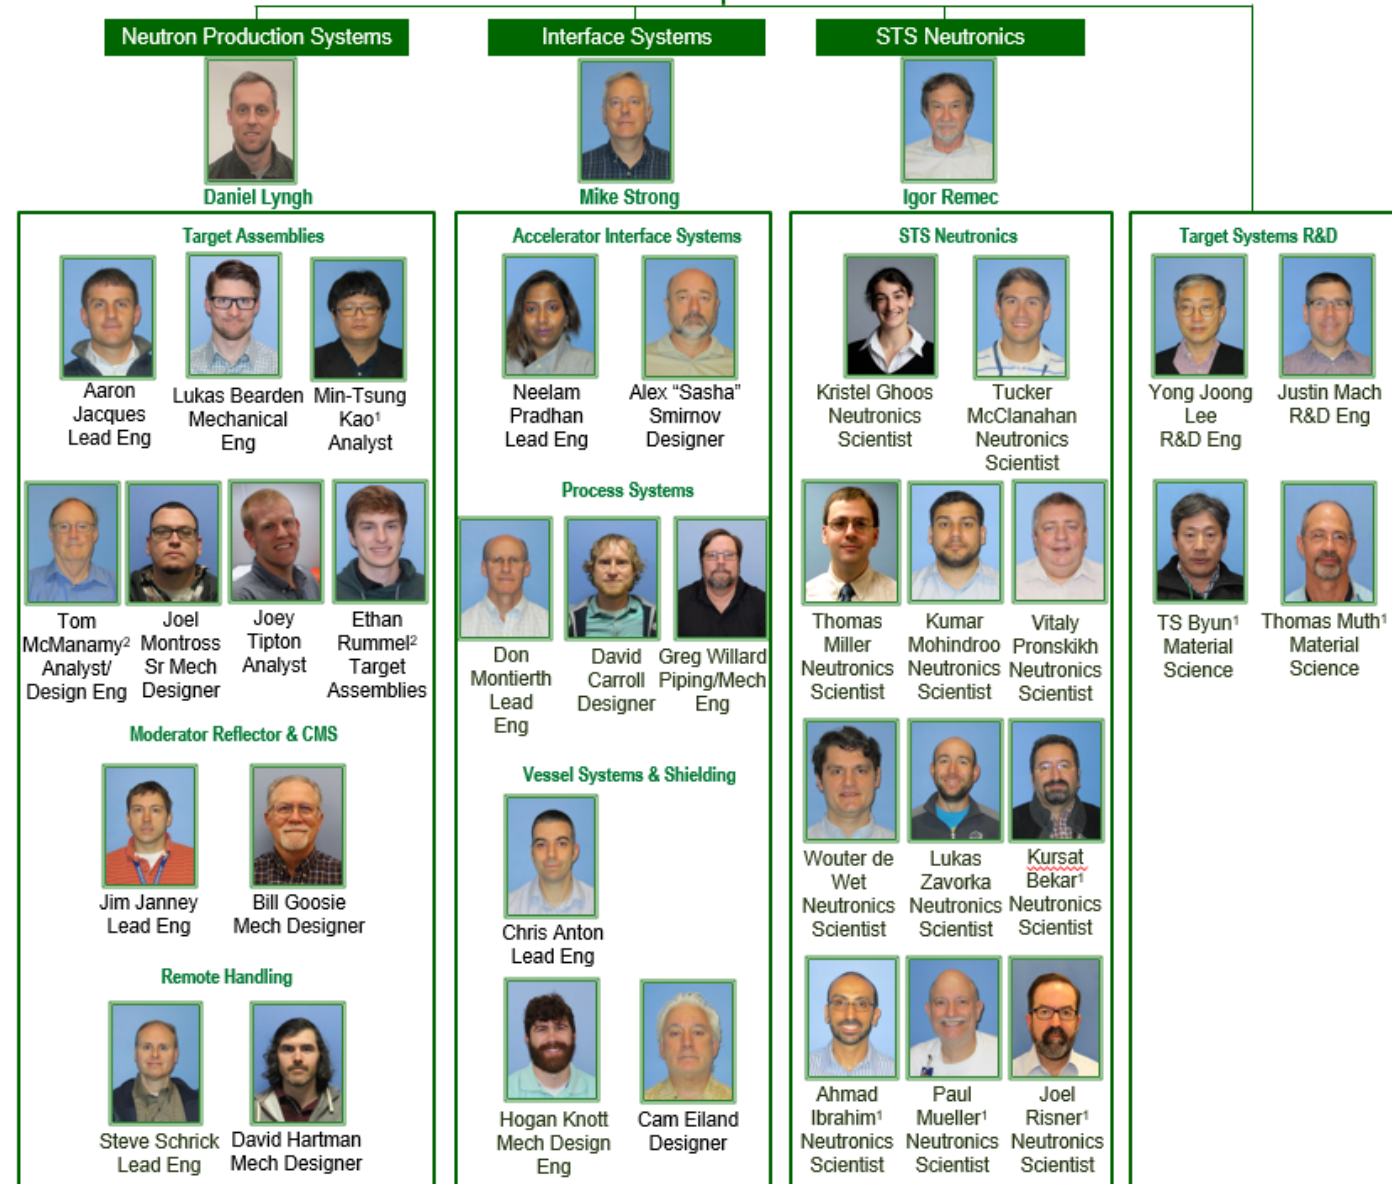 Neutron Production Systems
Interface Systems
STS Neutronics
Daniel Lyngh
Mike Strong
Igor Remec
Target Assemblies
Aaron
Jacques
Lead Eng
Lukas Bearden
Mechanical
Eng
Min-Tsung
Kao¹
Analyst
Tom
McManamy²
Analyst/
Design Eng
Joel
Montross
Sr Mech
Designer
Joey
Tipton
Analyst
Ethan
Rummel²
Target
Assemblies
Moderator Reflector & CMS
Jim Janney
Lead Eng
Bill Goosie
Mech Designer
Remote Handling
Steve Schrick
Lead Eng
David Hartman
Mech Designer
Accelerator Interface Systems
Neelam
Pradhan
Lead Eng
Alex “Sasha”
Smirnov
Designer
Process Systems
Don
Montierth
Lead
Eng
David
Carroll
Designer
Greg Willard
Piping/Mech
Eng
Vessel Systems & Shielding
Chris Anton
Lead Eng
Hogan Knott
Mech Design
Eng
Cam Eiland
Designer
STS Neutronics
Kristel Ghoos
Neutronics
Scientist
Tucker
McClanahan
Neutronics
Scientist
Thomas
Miller
Neutronics
Scientist
Kumar
Mohindroo
Neutronics
Scientist
Vitaly
Pronskikh
Neutronics
Scientist
Wouter de
Wet
Neutronics
Scientist
Lukas
Zavorka
Neutronics
Scientist
Kursat
Bekar¹
Neutronics
Scientist
Ahmad
Ibrahim¹
Neutronics
Scientist
Paul
Mueller¹
Neutronics
Scientist
Joel
Risner¹
Neutronics
Scientist
Target Systems R&D
Yong Joong
Lee
R&D Eng
Justin Mach
R&D Eng
TS Byun¹
Material
Science
Thomas Muth¹
Material
Science